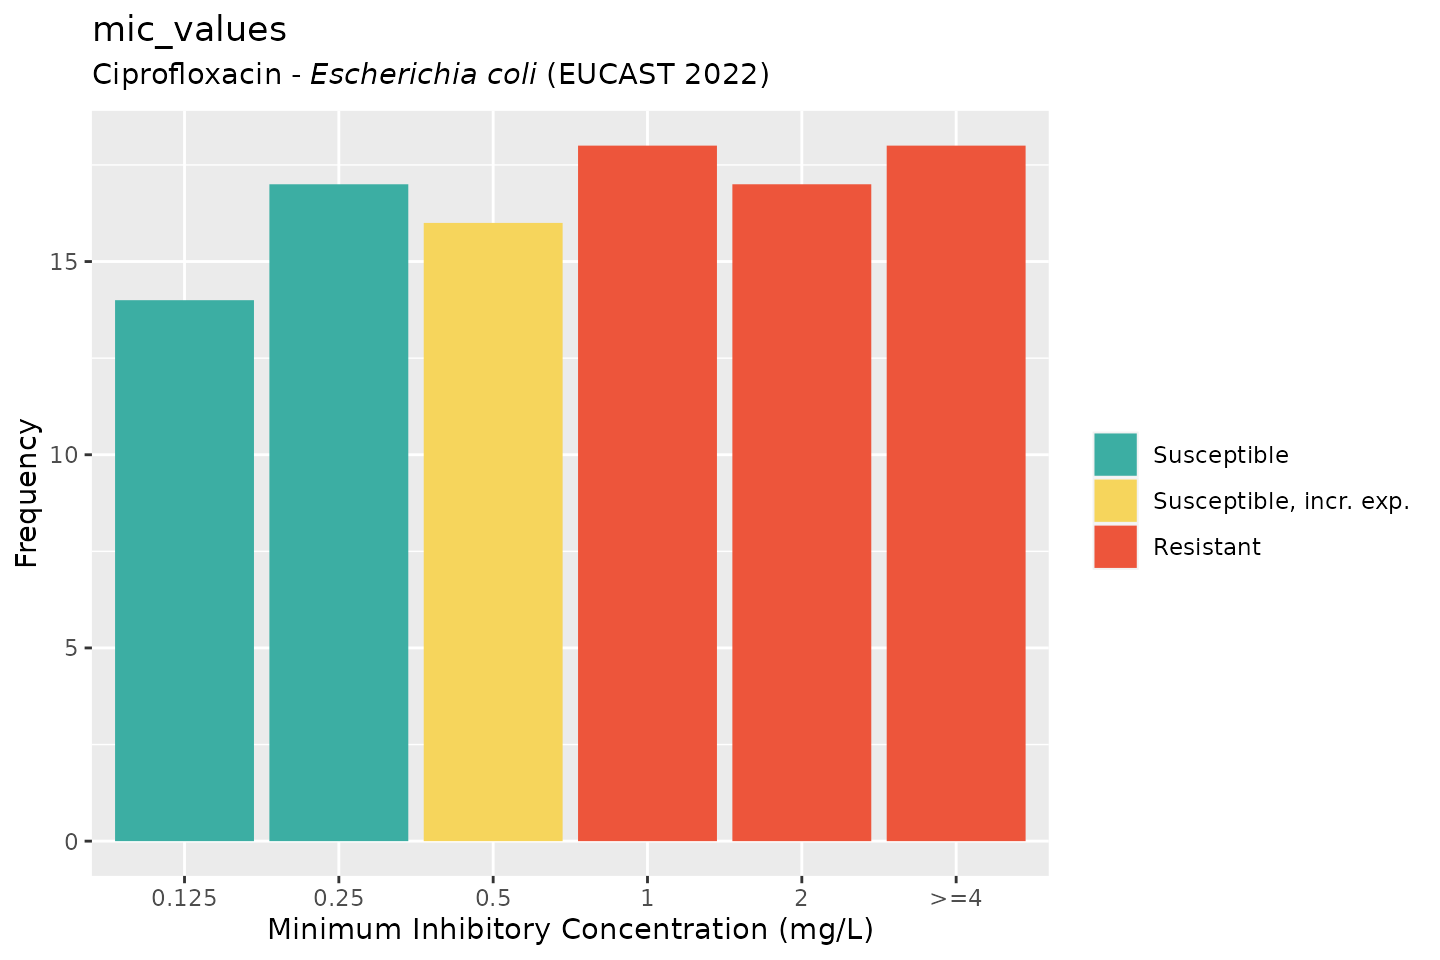 mic_values
Ciprofloxacin - Escherichia coli (EUCAST 2022)
Frequency
15
10
5
0
0.125
0.25
0.5
1
2
>=4
Minimum Inhibitory Concentration (mg/L)
Susceptible
Susceptible, incr. exp.
Resistant